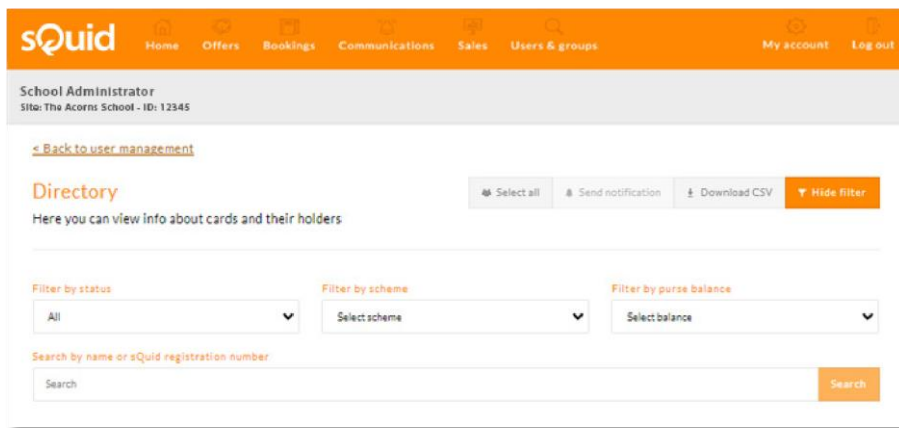 sQuid Home Offers Bookings Communications Sales Users & groups My account Log out
School Administrator
Site: The Acorns School - ID: 12345
< Back to user management
Directory
Select all Send notification Download CSV Hide filter
Here you can view info about cards and their holders
Filter by status Filter by scheme Filter by purse balance
All Select scheme Select balance
Search by name or sQuid registration number
Search Search